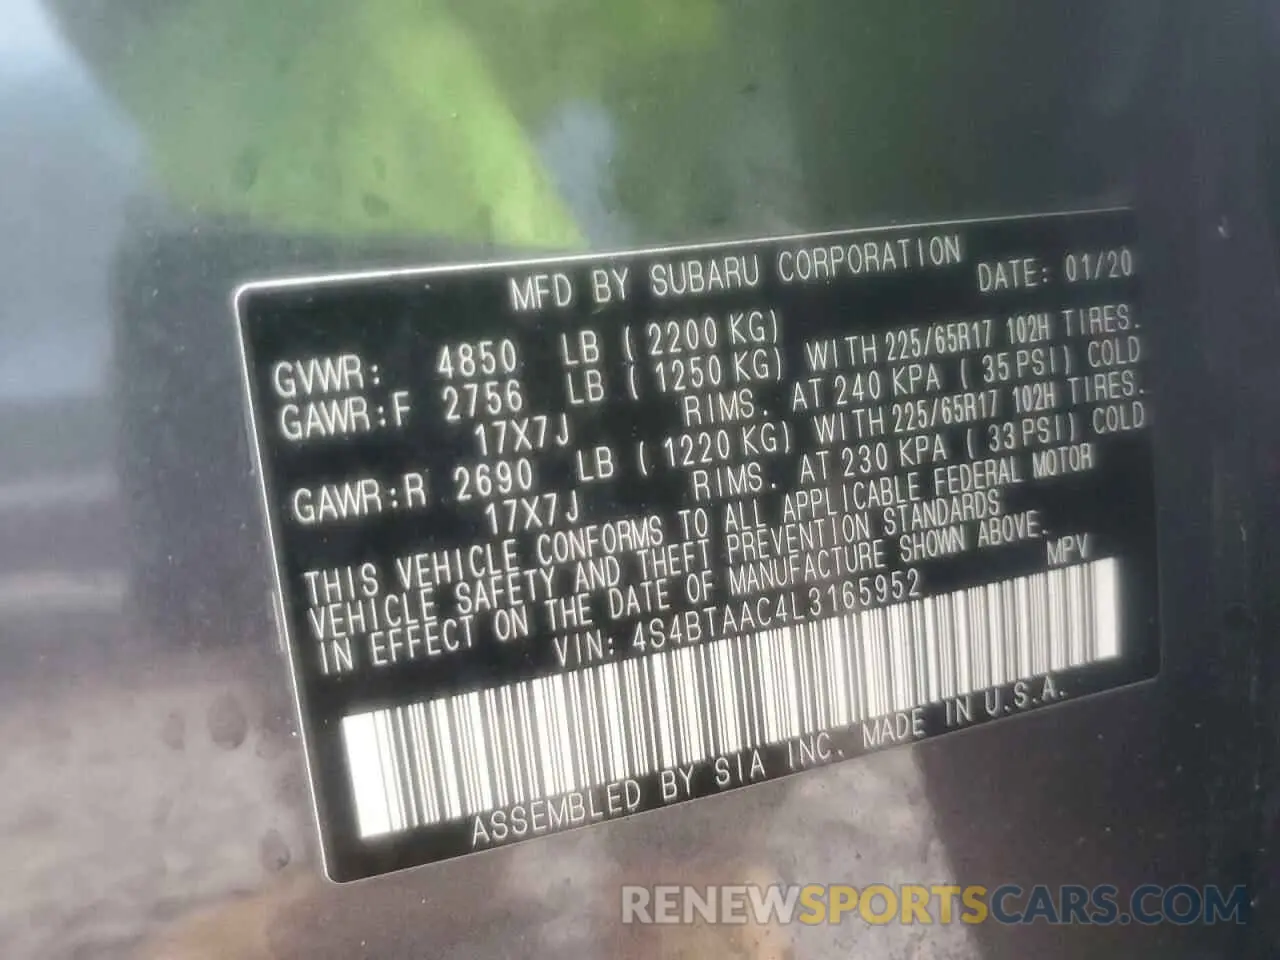 MFD BY SUBARU CORPORATION
DATE: 01/20
GVWR: 4850 LB ( 2200 KG)
GAWR:F 2756 LB ( 1250 KG) WITH 225/65R17 102H TIRES.
17X7J RIMS. AT 240 KPA ( 35 PSI) COLD
GAWR:R 2690 LB ( 1220 KG) WITH 225/65R17 102H TIRES.
17X7J RIMS. AT 230 KPA ( 33 PSI) COLD
THIS VEHICLE CONFORMS TO ALL APPLICABLE FEDERAL MOTOR
VEHICLE SAFETY AND THEFT PREVENTION STANDARDS
IN EFFECT ON THE DATE OF MANUFACTURE SHOWN ABOVE.
VIN: 4S4BTAAC4L3165952 MPV
ASSEMBLED BY SIA INC. MADE IN U.S.A.
RENEWSPORTSCARS.COM